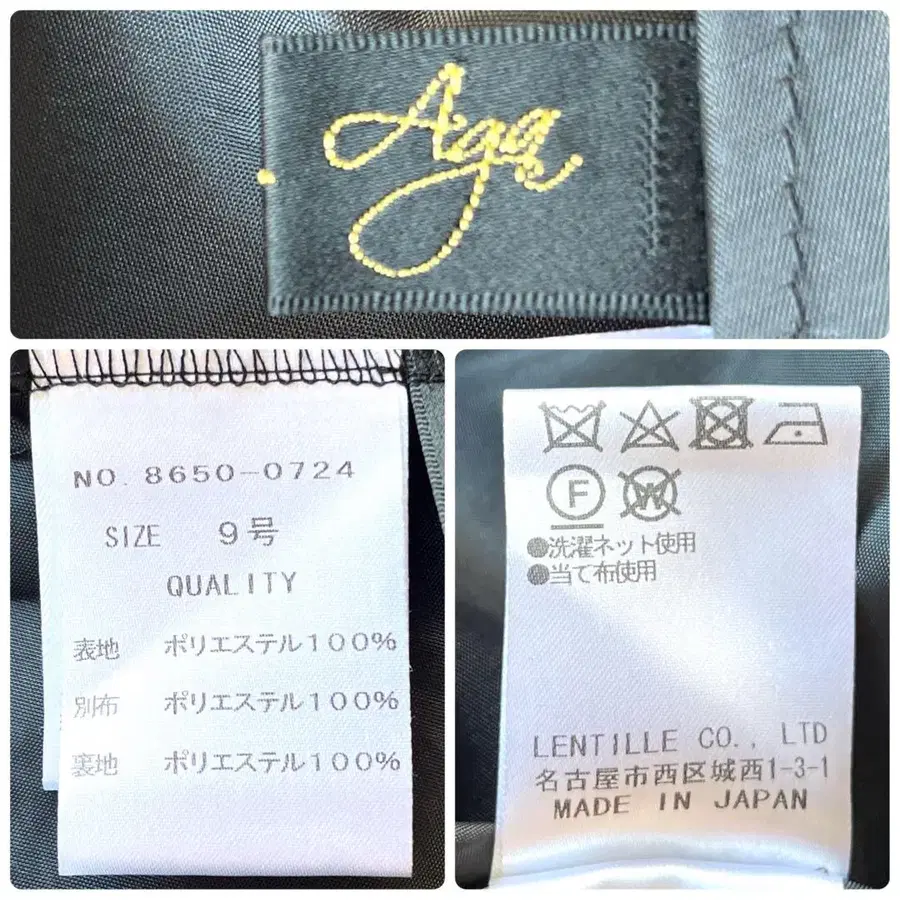 Aga
NO. 8650-0724
SIZE 9号
QUALITY
表地 ポリエステル100%
別布 ポリエステル100%
裏地 ポリエステル100%
F W
●洗濯ネット使用
●当て布使用
LENTILLE CO., LTD
名古屋市西区城西1-3-1
MADE IN JAPAN